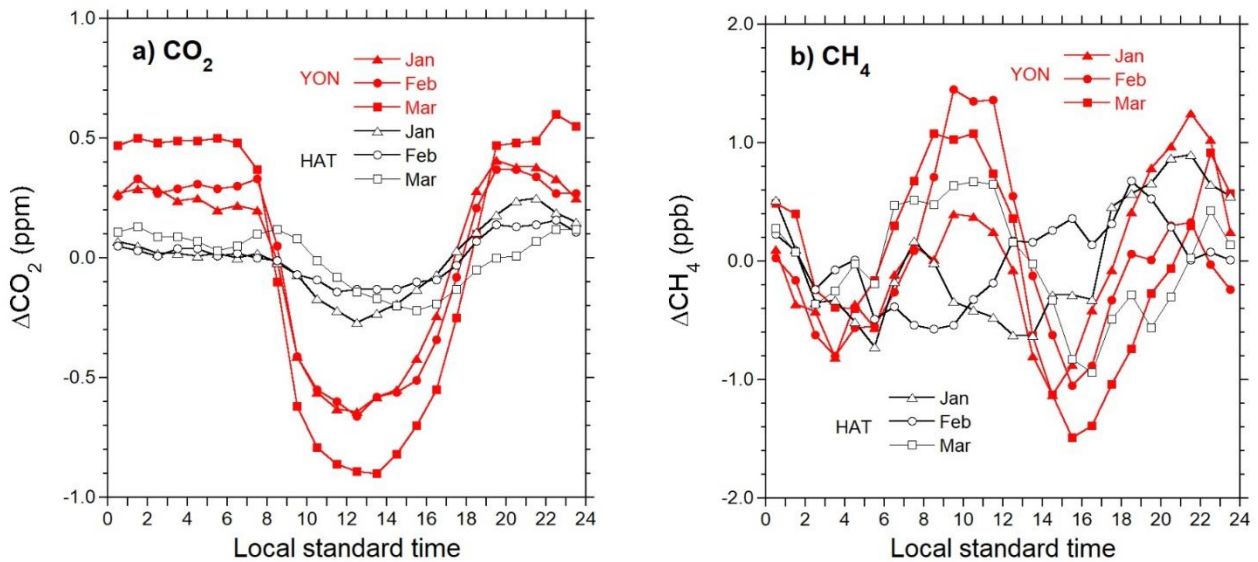 a) CO₂
YON
Jan
Feb
Mar
HAT
Jan
Feb
Mar
ΔCO₂ (ppm)
1.0
0.5
0.0
-0.5
-1.0
0 2 4 6 8 10 12 14 16 18 20 22 24
Local standard time
b) CH₄
YON
Jan
Feb
Mar
HAT
Jan
Feb
Mar
ΔCH₄ (ppb)
2.0
1.0
0.0
-1.0
-2.0
0 2 4 6 8 10 12 14 16 18 20 22 24
Local standard time